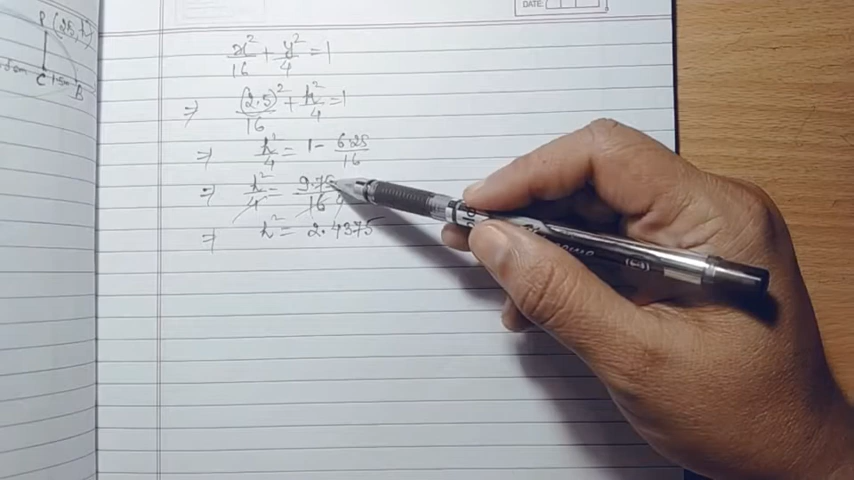 DATE
P (2.5, h)
C 1.5m B
x²/16 + y²/4 = 1
⇒ (2.5)²/16 + h²/4 = 1
⇒ h²/4 = 1 - 6.25/16
⇒ h²/4 = 9.75/16
⇒ h² = 2.4375